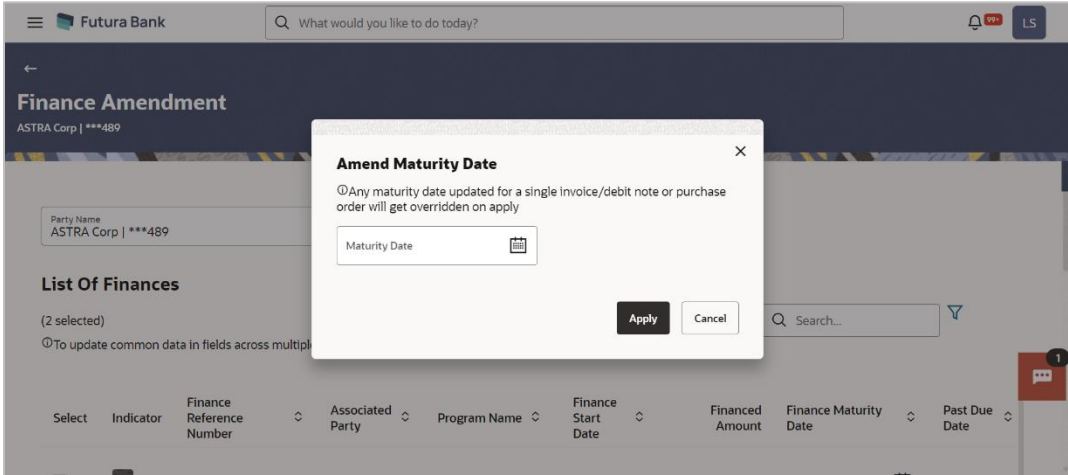 Futura Bank
What would you like to do today?
99+
LS
Finance Amendment
ASTRA Corp | ***489
Amend Maturity Date
Any maturity date updated for a single invoice/debit note or purchase
order will get overridden on apply
Maturity Date
Apply
Cancel
Party Name
ASTRA Corp | ***489
List Of Finances
(2 selected)
Search...
To update common data in fields across
1
Select
Indicator
Finance
Reference
Number
Associated
Party
Program Name
Finance
Start
Date
Financed
Amount
Finance Maturity
Date
Past Due
Date